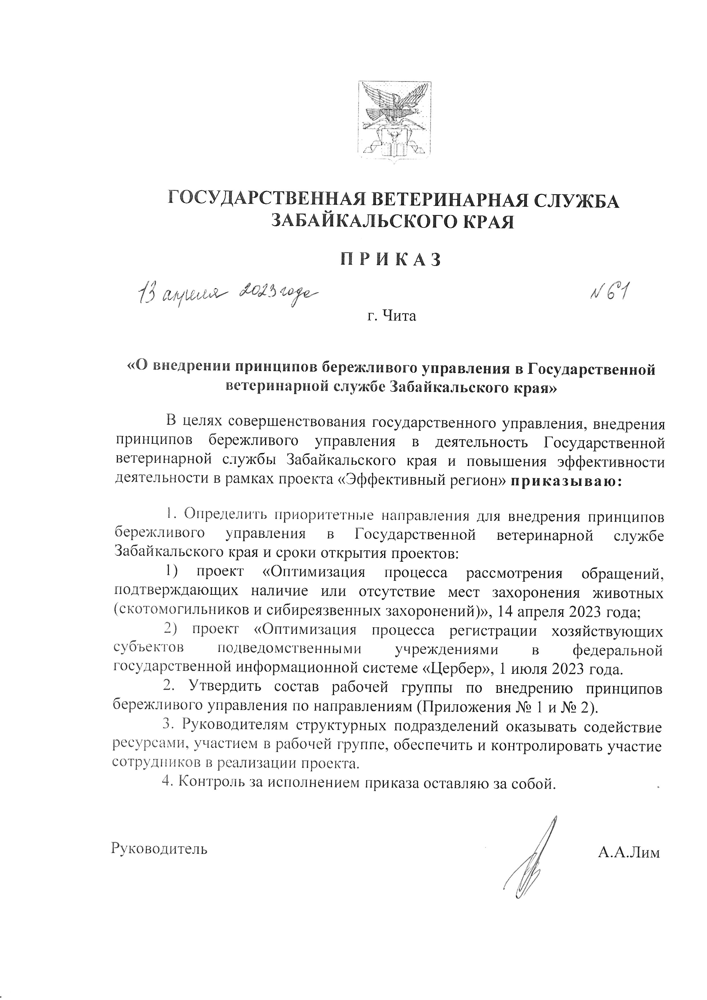 ГОСУДАРСТВЕННАЯ ВЕТЕРИНАРНАЯ СЛУЖБА
ЗАБАЙКАЛЬСКОГО КРАЯ
П Р И К А З
13 апреля 2023 года № 61
г. Чита
«О внедрении принципов бережливого управления в Государственной
ветеринарной службе Забайкальского края»
В целях совершенствования государственного управления, внедрения
принципов бережливого управления в деятельность Государственной
ветеринарной службы Забайкальского края и повышения эффективности
деятельности в рамках проекта «Эффективный регион» приказываю:
1. Определить приоритетные направления для внедрения принципов
бережливого управления в Государственной ветеринарной службе
Забайкальского края и сроки открытия проектов:
1) проект «Оптимизация процесса рассмотрения обращений,
подтверждающих наличие или отсутствие мест захоронения животных
(скотомогильников и сибиреязвенных захоронений)», 14 апреля 2023 года;
2) проект «Оптимизация процесса регистрации хозяйствующих
субъектов подведомственными учреждениями в федеральной
государственной информационной системе «Цербер», 1 июля 2023 года.
2. Утвердить состав рабочей группы по внедрению принципов
бережливого управления по направлениям (Приложения № 1 и № 2).
3. Руководителям структурных подразделений оказывать содействие
ресурсами, участием в рабочей группе, обеспечить и контролировать участие
сотрудников в реализации проекта.
4. Контроль за исполнением приказа оставляю за собой.
Руководитель А.А.Лим